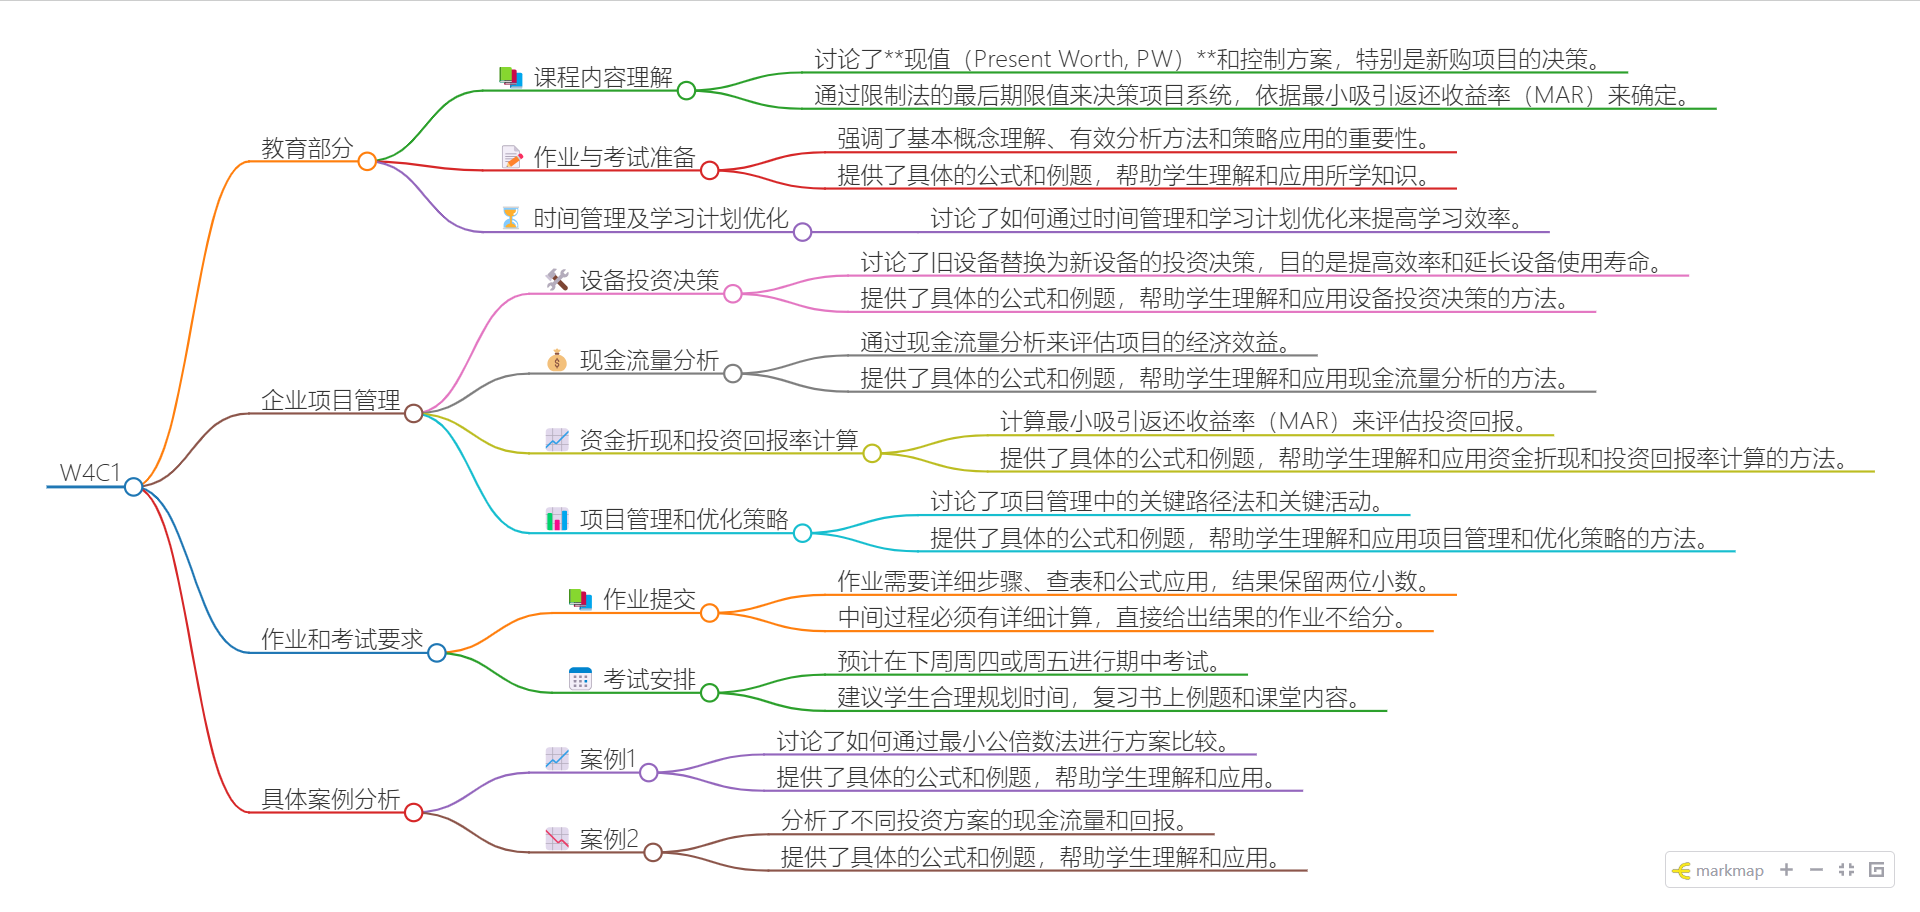 W4C1
教育部分
📚 课程内容理解
讨论了**现值（Present Worth, PW）**和控制方案，特别是新购项目的决策。
通过限制法的最后期限值来决策项目系统，依据最小吸引返还收益率（MAR）来确定。
📝 作业与考试准备
强调了基本概念理解、有效分析方法和策略应用的重要性。
提供了具体的公式和例题，帮助学生理解和应用所学知识。
⏳ 时间管理及学习计划优化
讨论了如何通过时间管理和学习计划优化来提高学习效率。
企业项目管理
🛠 设备投资决策
讨论了旧设备替换为新设备的投资决策，目的是提高效率和延长设备使用寿命。
提供了具体的公式和例题，帮助学生理解和应用设备投资决策的方法。
💰 现金流量分析
通过现金流量分析来评估项目的经济效益。
提供了具体的公式和例题，帮助学生理解和应用现金流量分析的方法。
📈 资金折现和投资回报率计算
计算最小吸引返还收益率（MAR）来评估投资回报。
提供了具体的公式和例题，帮助学生理解和应用资金折现和投资回报率计算的方法。
📊 项目管理和优化策略
讨论了项目管理中的关键路径法和关键活动。
提供了具体的公式和例题，帮助学生理解和应用项目管理和优化策略的方法。
作业和考试要求
📚 作业提交
作业需要详细步骤、查表和公式应用，结果保留两位小数。
中间过程必须有详细计算，直接给出结果的作业不给分。
📅 考试安排
预计在下周周四或周五进行期中考试。
建议学生合理规划时间，复习书上例题和课堂内容。
具体案例分析
📈 案例1
讨论了如何通过最小公倍数法进行方案比较。
提供了具体的公式和例题，帮助学生理解和应用。
📉 案例2
分析了不同投资方案的现金流量和回报。
提供了具体的公式和例题，帮助学生理解和应用。
markmap